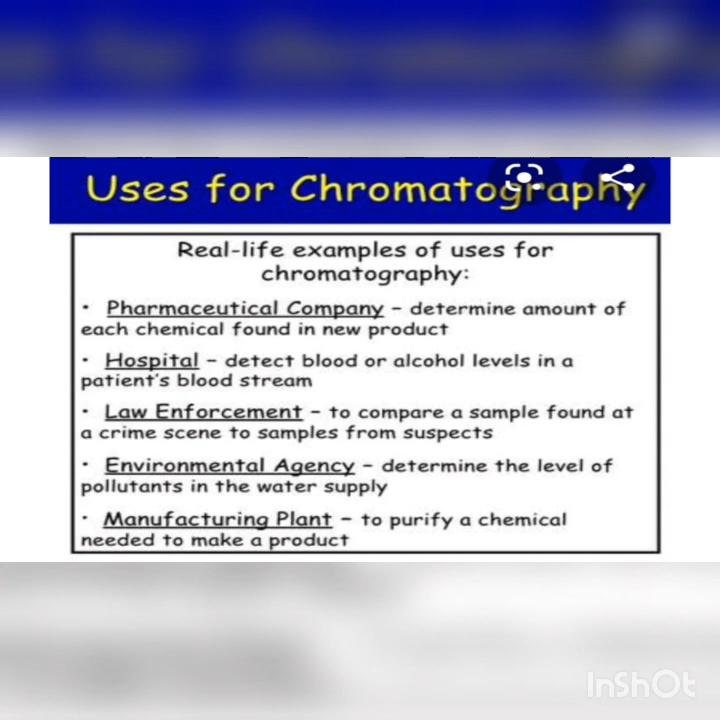 Uses for Chromatography
Real-life examples of uses for
chromatography:
· Pharmaceutical Company – determine amount of
each chemical found in new product
· Hospital – detect blood or alcohol levels in a
patient's blood stream
· Law Enforcement – to compare a sample found at
a crime scene to samples from suspects
· Environmental Agency – determine the level of
pollutants in the water supply
· Manufacturing Plant – to purify a chemical
needed to make a product
InShOt